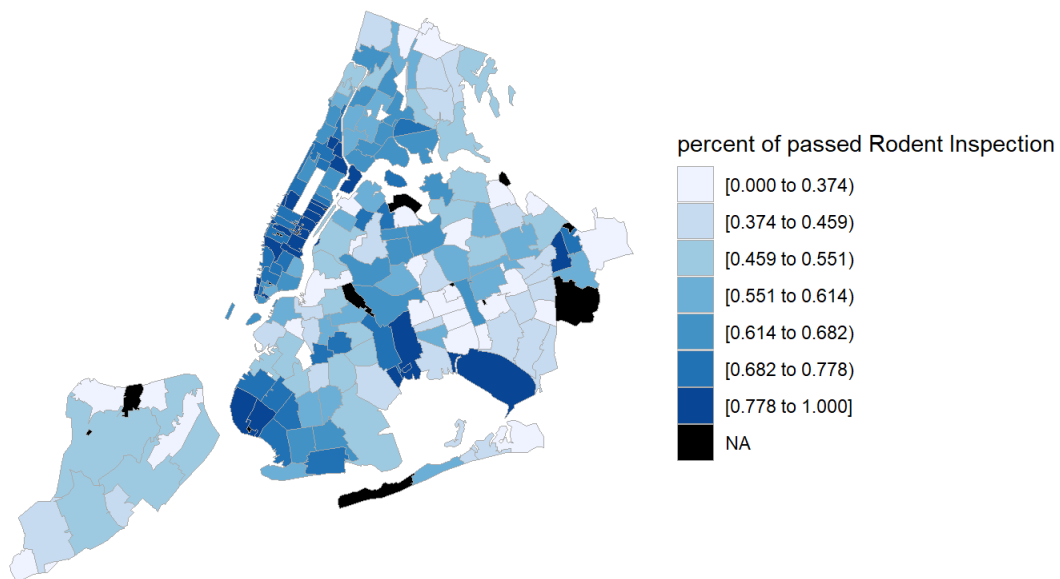 percent of passed Rodent Inspection
[0.000 to 0.374)
[0.374 to 0.459)
[0.459 to 0.551)
[0.551 to 0.614)
[0.614 to 0.682)
[0.682 to 0.778)
[0.778 to 1.000]
NA